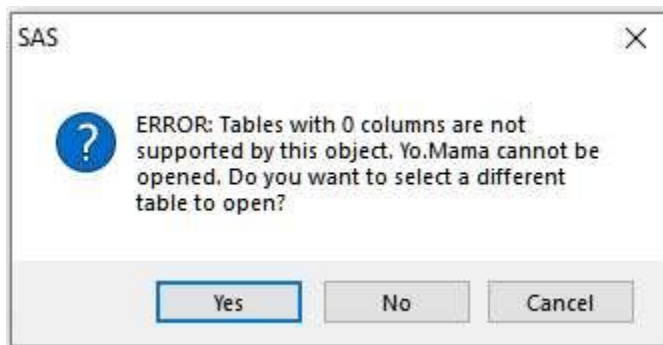 SAS
ERROR: Tables with 0 columns are not
supported by this object. Yo.Mama cannot be
opened. Do you want to select a different
table to open?
Yes No Cancel